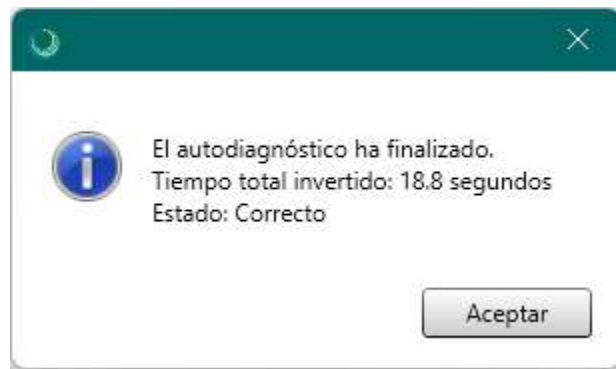 El autodiagnóstico ha finalizado.
Tiempo total invertido: 18.8 segundos
Estado: Correcto
Aceptar